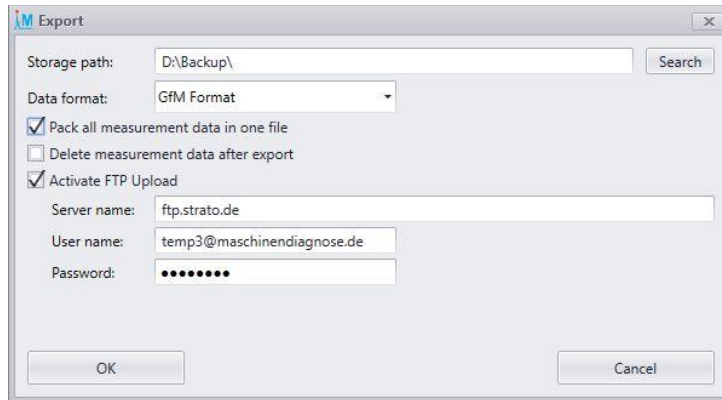 Export
Storage path: D:\Backup\ Search
Data format: GfM Format
Pack all measurement data in one file
Delete measurement data after export
Activate FTP Upload
Server name: ftp.strato.de
User name: temp3@maschinendiagnose.de
Password: ●●●●●●●●
OK Cancel